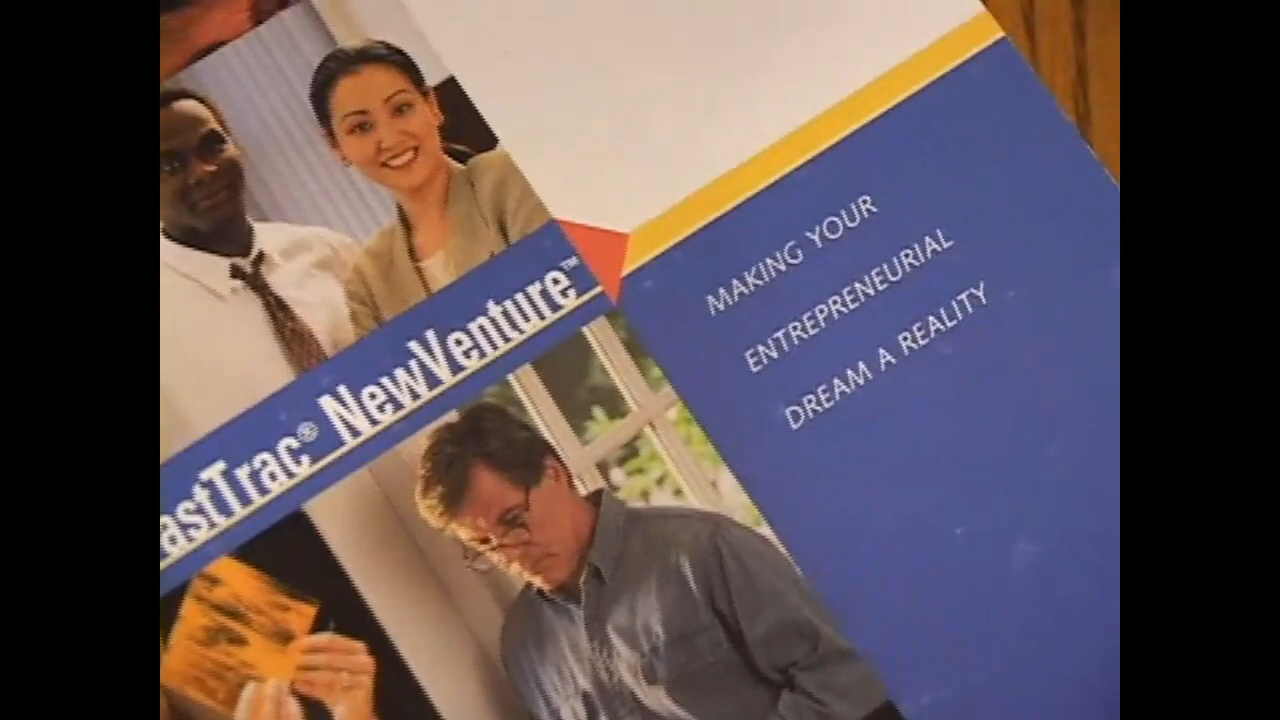 astTrac® NewVenture™
MAKING YOUR
ENTREPRENEURIAL
DREAM A REALITY